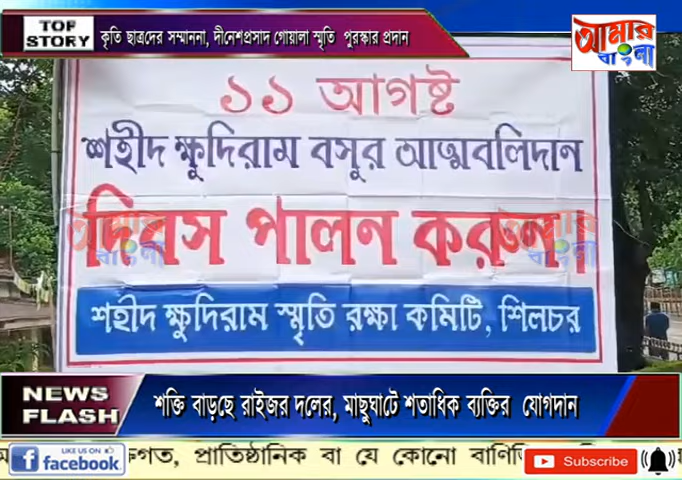 TOP STORY
কৃতি ছাত্রদের সম্মাননা, দীনেশপ্রসাদ গোয়ালা স্মৃতি পুরস্কার প্রদান
আমার বাংলা
১১ আগষ্ট
শহীদ ক্ষুদিরাম বসুর আত্মবলিদান
দিবস পালন করুন।
শহীদ ক্ষুদিরাম স্মৃতি রক্ষা কমিটি, শিলচর
NEWS FLASH
শক্তি বাড়ছে রাইজর দলের, মাছুঘাটে শতাধিক ব্যক্তির যোগদান
LIKE US ON
facebook
প্রাতিষ্ঠানিক বা যে কোনো
Subscribe